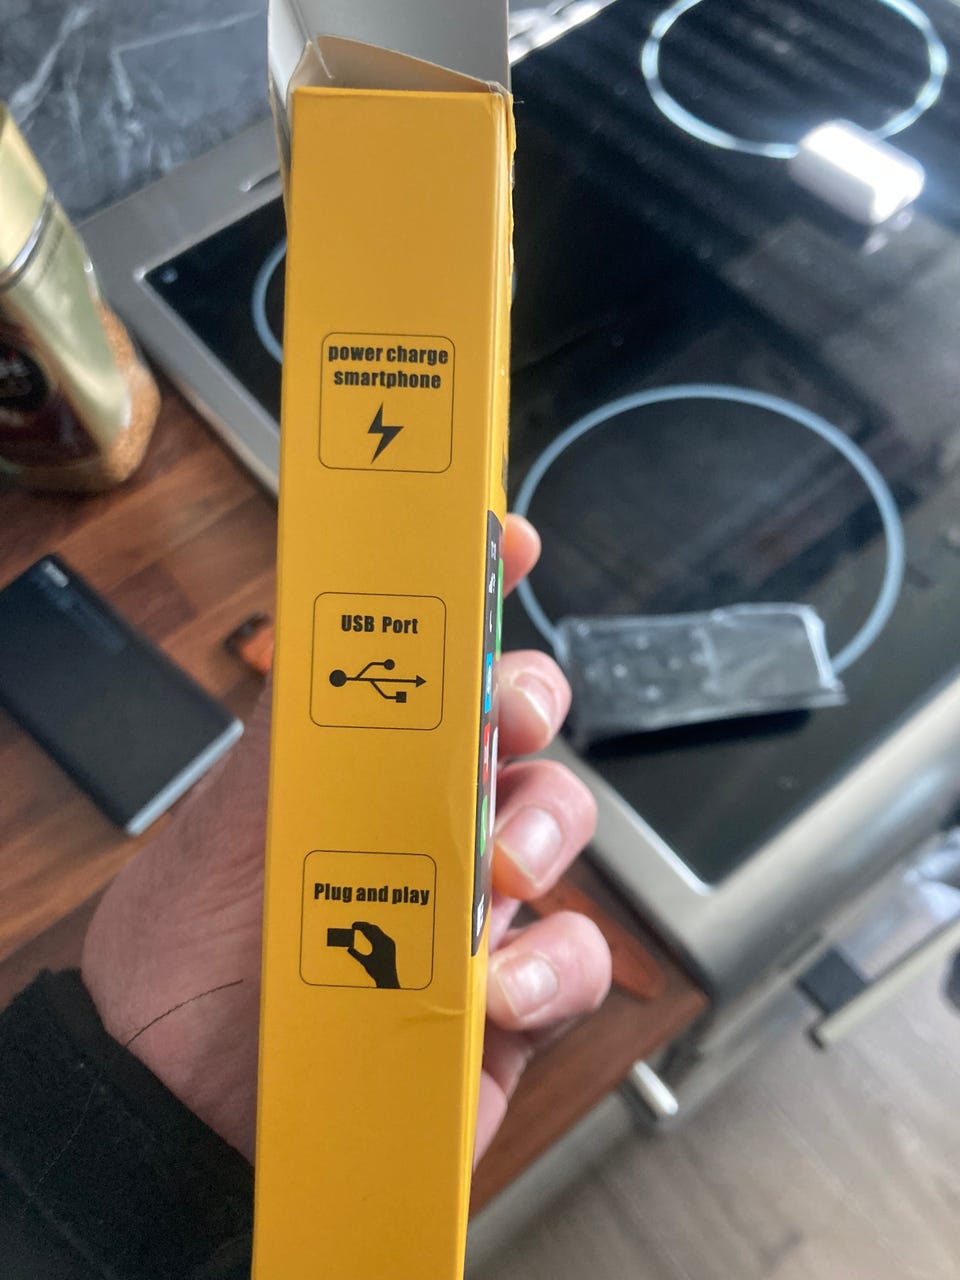 power charge
smartphone
USB Port
Plug and play